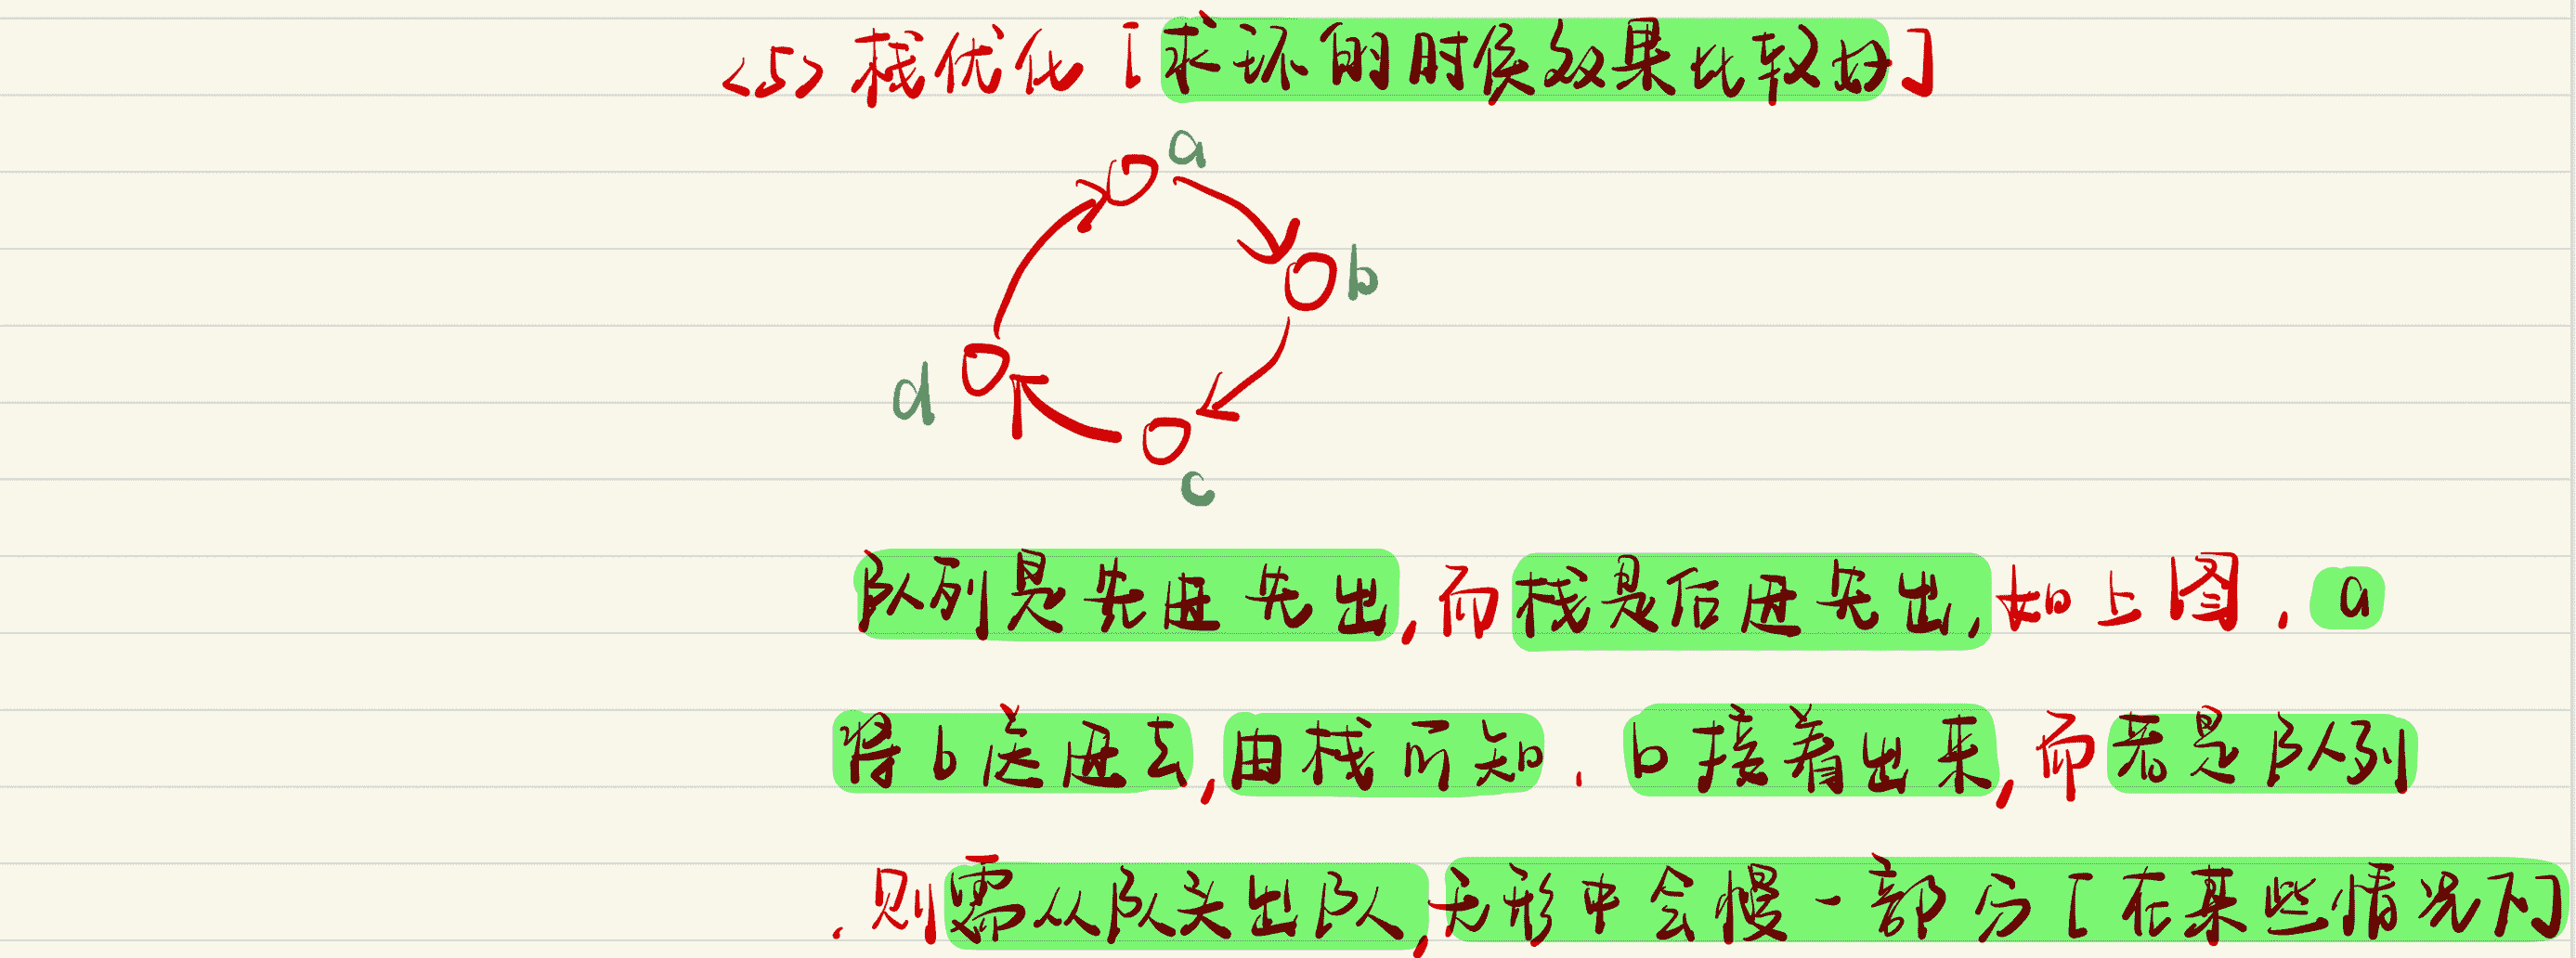 <5> 栈优化 [求环的时候效果比较好]
a
b
d
c
队列是先进先出,而栈是后进先出,如上图,a
将b送进去,由栈可知,b接着出来,而若是队列
,则需从队头出队,无形中会慢一部分[在某些情况下]